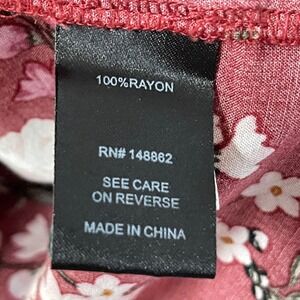 100%RAYON
RN# 148862
SEE CARE
ON REVERSE
MADE IN CHINA